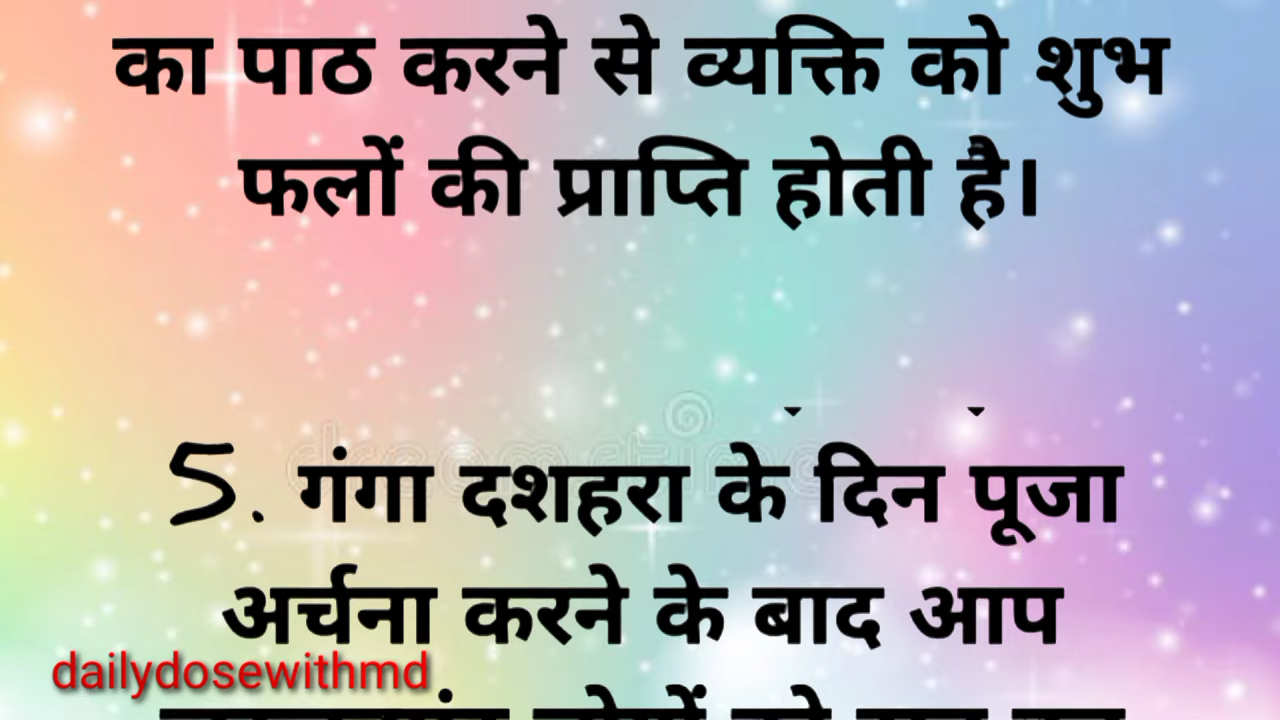 का पाठ करने से व्यक्ति को शुभ
फलों की प्राप्ति होती है।
5. गंगा दशहरा के दिन पूजा
अर्चना करने के बाद आप
dailydosewithmd